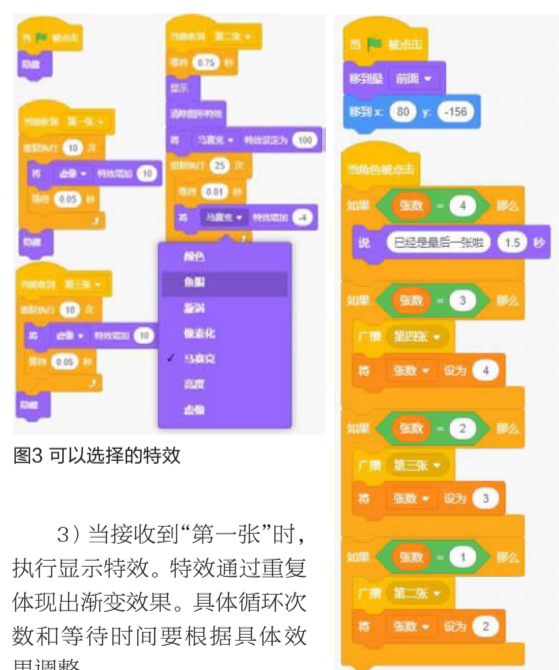 当 被点击
隐藏
当接收到 第一张
重复执行 10 次
将 虚像 特效增加 10
等待 0.05 秒
隐藏
当接收到 第三张
重复执行 10 次
将 虚像 特效增加 10
等待 0.05 秒
隐藏
当接收到 第二张
等待 0.75 秒
显示
清除图形特效
将 马赛克 特效设定为 100
重复执行 25 次
等待 0.01 秒
将 马赛克 特效增加 -4
颜色
鱼眼
漩涡
像素化
✓ 马赛克
亮度
虚像
图3 可以选择的特效
3）当接收到“第一张”时，
执行显示特效。特效通过重复
体现出渐变效果。具体循环次
数和等待时间要根据具体效
果调整
当 被点击
移到最 前面
移到 x: 80 y: -156
当角色被点击
如果 张数 = 4 那么
说 已经是最后一张啦 1.5 秒
如果 张数 = 3 那么
广播 第四张
将 张数 设为 4
如果 张数 = 2 那么
广播 第三张
将 张数 设为 3
如果 张数 = 1 那么
广播 第二张
将 张数 设为 2